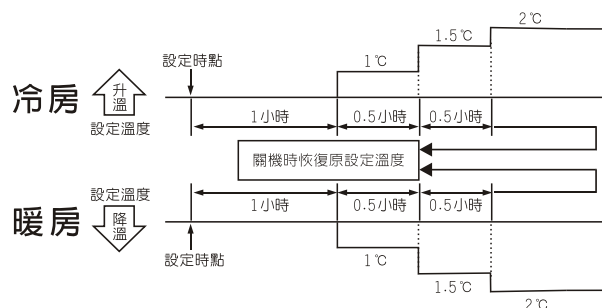 2℃
1.5℃
1℃
設定時點
冷房
升溫
設定溫度
1小時 0.5小時 0.5小時
關機時恢復原設定溫度
設定溫度
暖房
降溫
1小時 0.5小時 0.5小時
設定時點
1℃
1.5℃
2℃